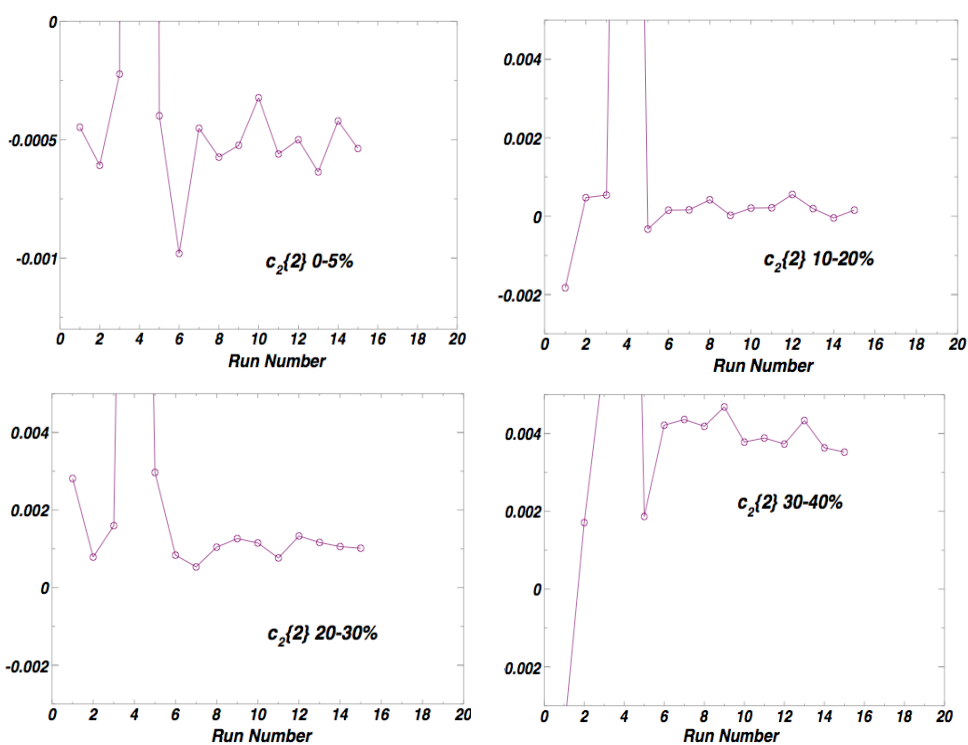 0
-0.0005
-0.001
c2{2} 0-5%
0 2 4 6 8 10 12 14 16 18 20
Run Number
0.004
0.002
0
-0.002
c2{2} 10-20%
0 2 4 6 8 10 12 14 16 18 20
Run Number
0.004
0.002
0
-0.002
c2{2} 20-30%
0 2 4 6 8 10 12 14 16 18 20
Run Number
0.004
0.002
0
0.002
c2{2} 30-40%
0 2 4 6 8 10 12 14 16 18 20
Run Number